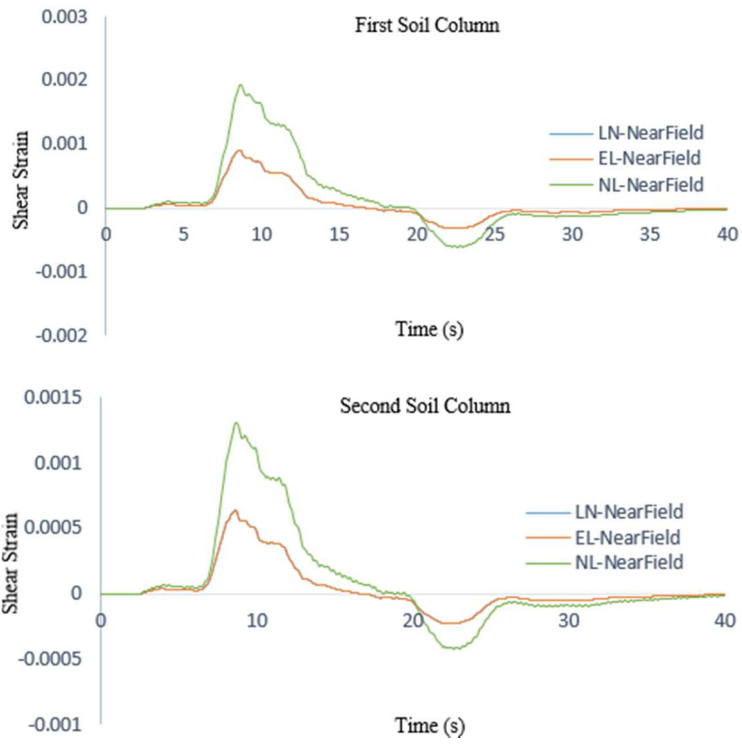 First Soil Column
0.003
0.002
0.001
0
-0.001
-0.002
Shear Strain
LN-NearField
EL-NearField
NL-NearField
0 5 10 15 20 25 30 35 40
Time (s)
Second Soil Column
0.0015
0.001
0.0005
0
-0.0005
-0.001
Shear Strain
LN-NearField
EL-NearField
NL-NearField
0 10 20 30 40
Time (s)